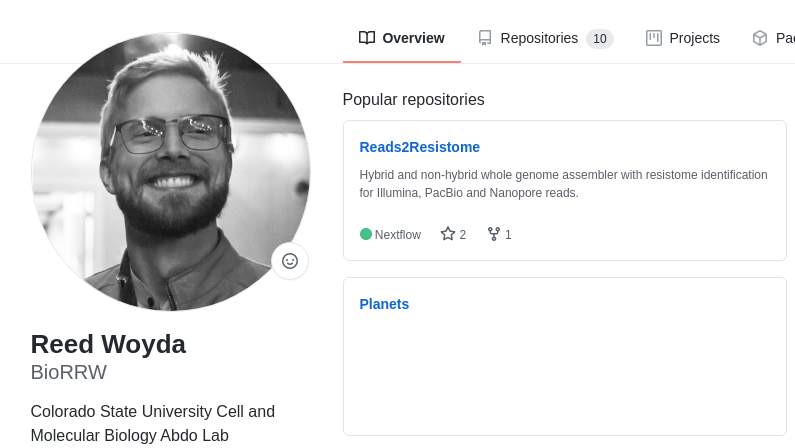 Overview
Repositories 10
Projects
Pac
Popular repositories
Reads2Resistome
Hybrid and non-hybrid whole genome assembler with resistome identification
for Illumina, PacBio and Nanopore reads.
Nextflow 2 1
Planets
Reed Woyda
BioRRW
Colorado State University Cell and
Molecular Biology Abdo Lab